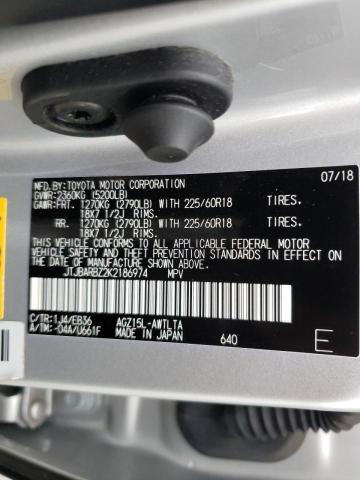 MFD.BY:TOYOTA MOTOR CORPORATION 07/18
GVWR:2360KG (5200LB)
GAWR:FRT. 1270KG (2790LB) WITH 225/60R18 TIRES.
18X7 1/2J RIMS.
RR. 1270KG (2790LB) WITH 225/60R18 TIRES.
18X7 1/2J RIMS.
THIS VEHICLE CONFORMS TO ALL APPLICABLE FEDERAL MOTOR
VEHICLE SAFETY AND THEFT PREVENTION STANDARDS IN EFFECT
ON THE DATE OF MANUFACTURE SHOWN ABOVE.
JTJBARBZ2K2186974 MPV
C/TR:1J4/EB36 AGZ15L-AWTLTA
A/TM:-04A/U661F MADE IN JAPAN 640 E